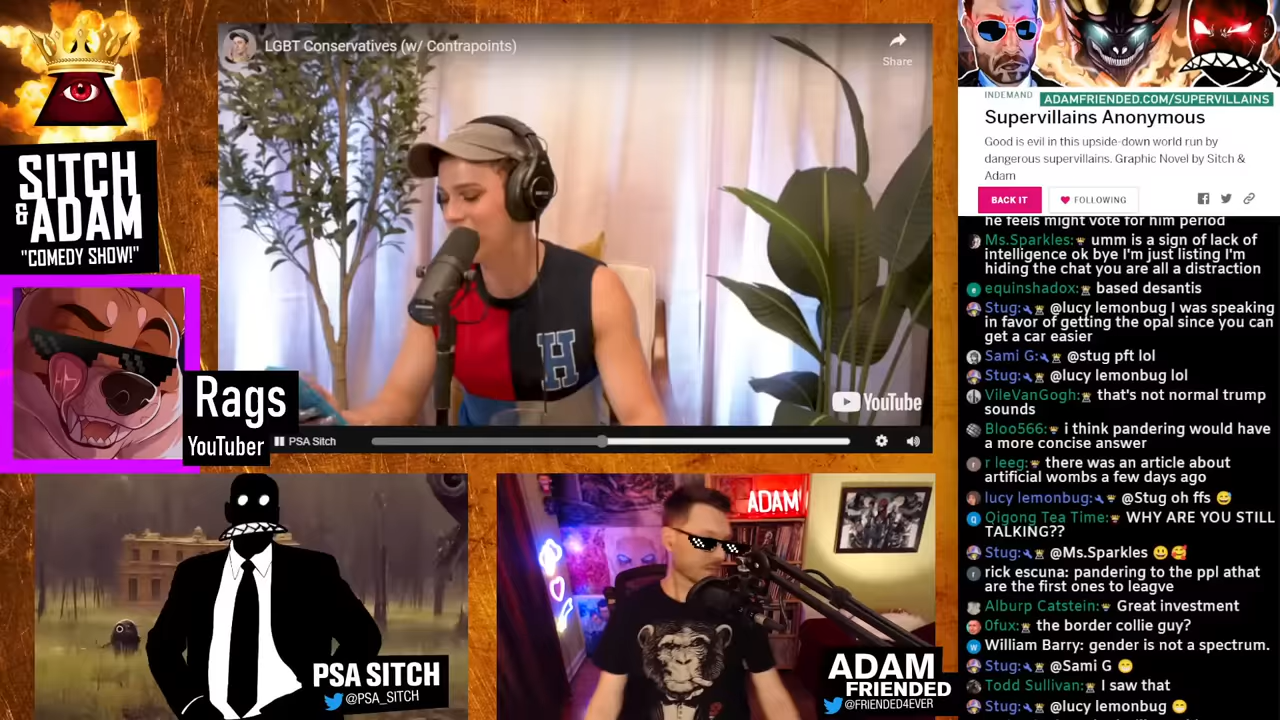 SITCH
& ADAM
"COMEDY SHOW!"
Rags
YouTuber
LGBT Conservatives (w/ Contrapoints)
Share
H
YouTube
PSA Sitch
PSA SITCH
@PSA_SITCH
ADAM
ADAM
FRIENDED
@FRIENDED4EVER
INDEMAND
ADAMFRIENDED.COM/SUPERVILLAINS
Supervillains Anonymous
Good is evil in this upside-down world run by
dangerous supervillains. Graphic Novel by Sitch &
Adam
BACK IT
FOLLOWING
he feels might vote for him period
Ms.Sparkles: umm is a sign of lack of
intelligence ok bye I'm just listing I'm
hiding the chat you are all a distraction
equinshadox: based desantis
Stug: @lucy lemonbug I was speaking
in favor of getting the opal since you can
get a car easier
Sami G: @stug pft lol
Stug: @lucy lemonbug lol
VileVanGogh: that's not normal trump
sounds
Bloo566: i think pandering would have
a more concise answer
r leeg: there was an article about
artificial wombs a few days ago
lucy lemonbug: @Stug oh ffs 😅
Qigong Tea Time: WHY ARE YOU STILL
TALKING??
Stug: @Ms.Sparkles 😀🥰
rick escuna: pandering to the ppl athat
are the first ones to leagve
Alburp Catstein: Great investment
0fux: the border collie guy?
William Barry: gender is not a spectrum.
Stug: @Sami G 😁
Todd Sullivan: I saw that
Stug: @lucy lemonbug 😁